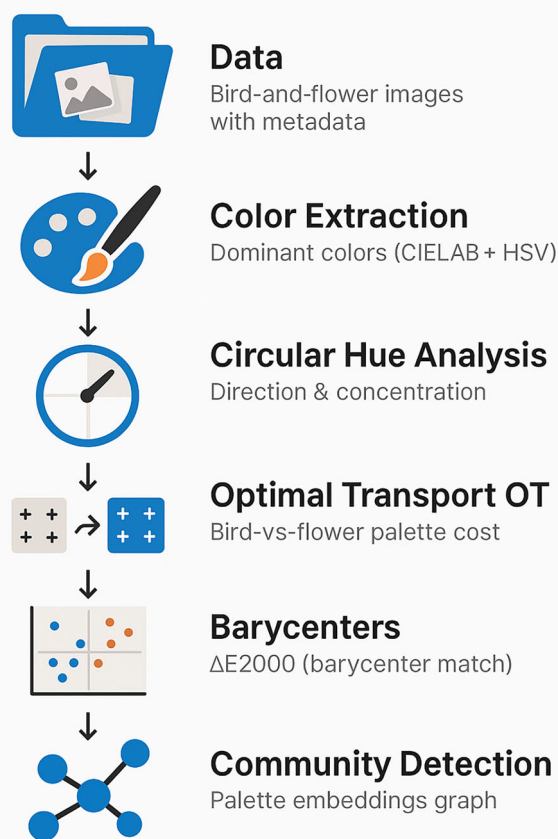 Data
Bird-and-flower images
with metadata
Color Extraction
Dominant colors (CIELAB + HSV)
Circular Hue Analysis
Direction & concentration
Optimal Transport OT
Bird-vs-flower palette cost
Barycenters
ΔE2000 (barycenter match)
Community Detection
Palette embeddings graph